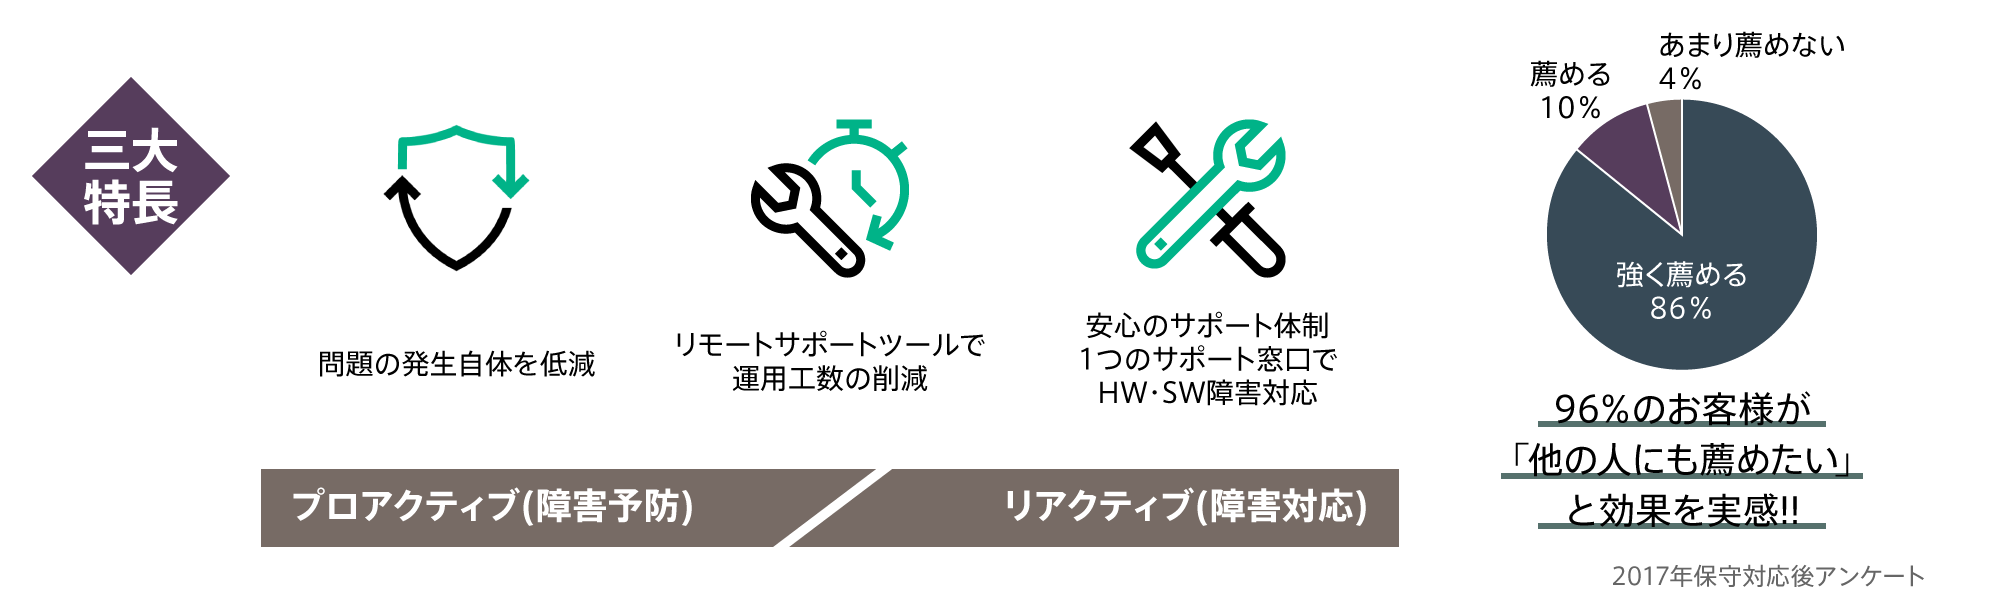 三大
特長
問題の発生自体を低減
リモートサポートツールで
運用工数の削減
安心のサポート体制
1つのサポート窓口で
HW・SW障害対応
プロアクティブ(障害予防)
リアクティブ(障害対応)
あまり薦めない
4%
薦める
10%
強く薦める
86%
96%のお客様が
「他の人にも薦めたい」
と効果を実感!!
2017年保守対応後アンケート